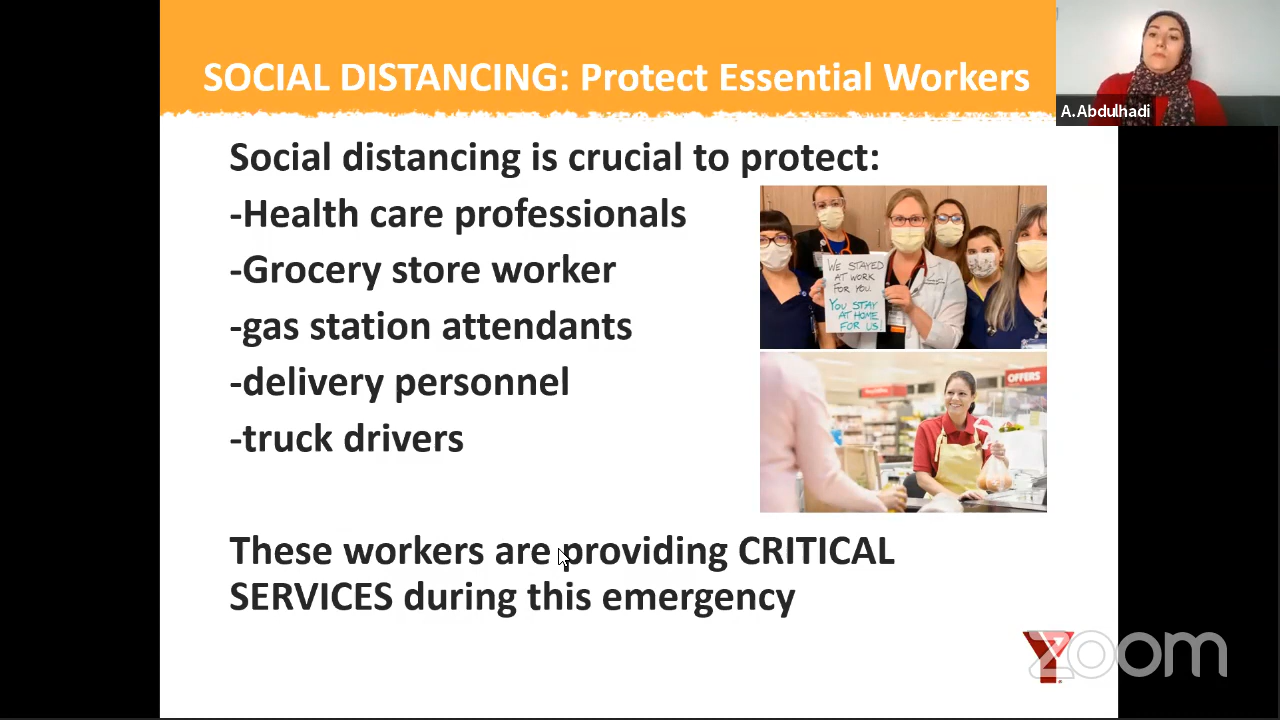 SOCIAL DISTANCING: Protect Essential Workers
A.Abdulhadi
Social distancing is crucial to protect:
-Health care professionals
-Grocery store worker
-gas station attendants
-delivery personnel
-truck drivers
WE STAYED
AT WORK
FOR YOU.
YOU STAY
AT HOME
FOR US!
OFFERS
These workers are providing CRITICAL
SERVICES during this emergency
Y
zoom